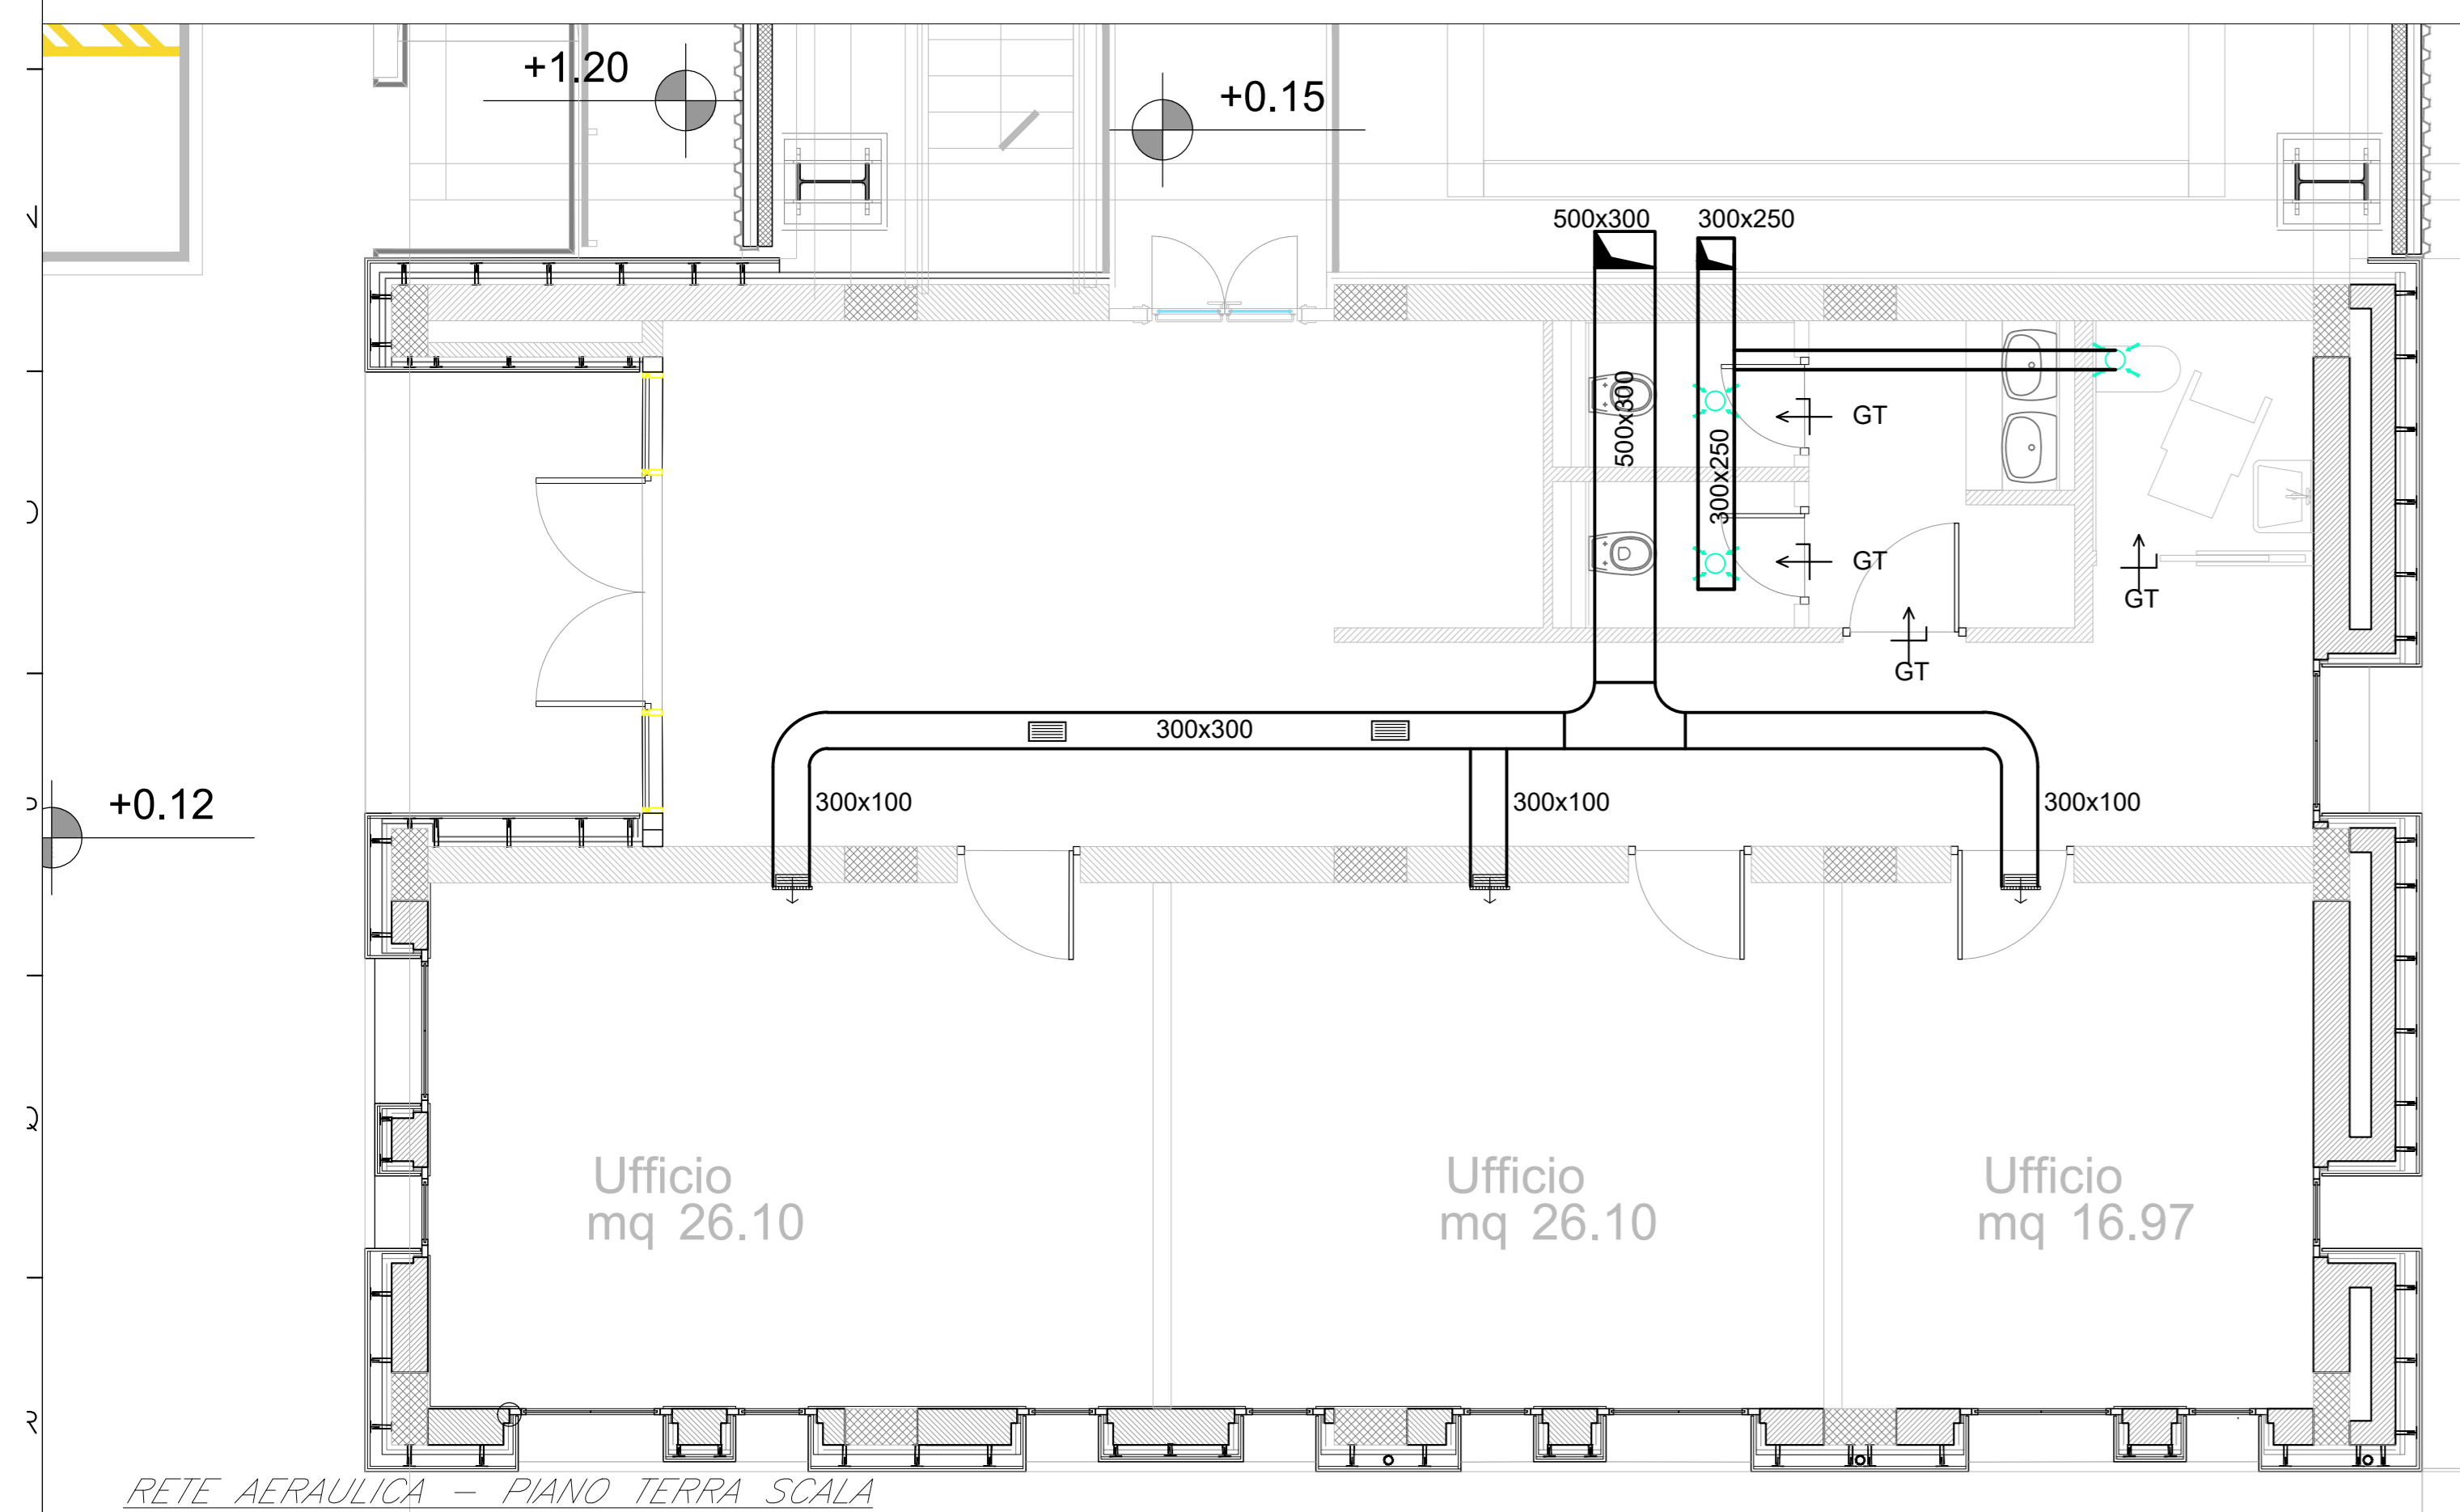 +1.20
+0.15
500x300
300x250
500x300
300x250
GT
GT
GT
GT
300x300
300x100
300x100
300x100
+0.12
Ufficio
mq 26.10
Ufficio
mq 26.10
Ufficio
mq 16.97
RETE AERAULICA - PIANO TERRA SCALA